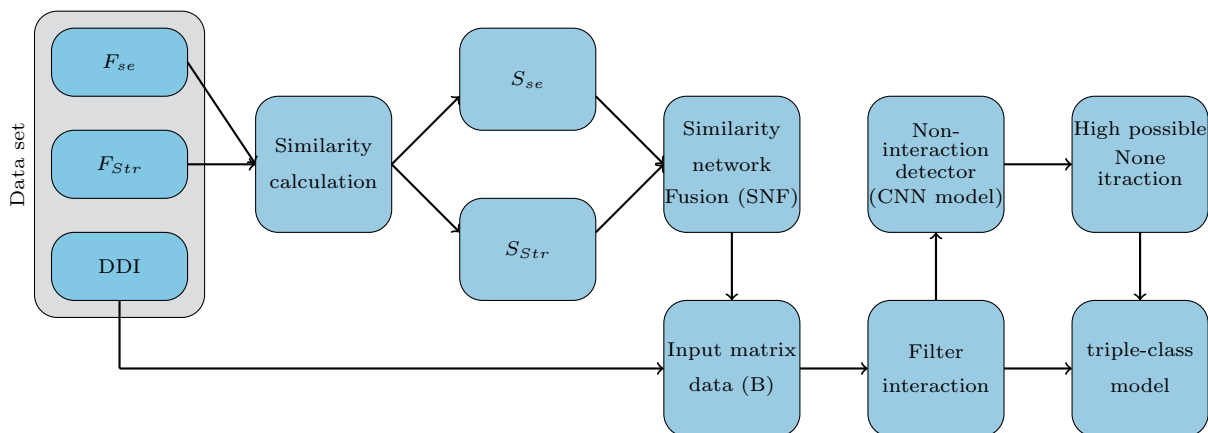 Data set
F_se
F_Str
DDI
Similarity
calculation
S_se
S_Str
Similarity
network
Fusion (SNF)
Input matrix
data (B)
Non-
interaction
detector
(CNN model)
Filter
interaction
High possible
None
itraction
triple-class
model